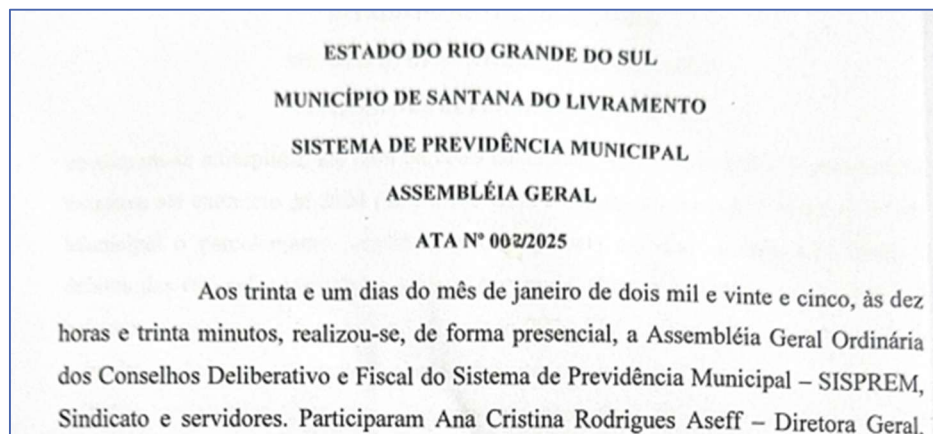 ESTADO DO RIO GRANDE DO SUL
MUNICÍPIO DE SANTANA DO LIVRAMENTO
SISTEMA DE PREVIDÊNCIA MUNICIPAL
ASSEMBLÉIA GERAL
ATA Nº 002/2025
Aos trinta e um dias do mês de janeiro de dois mil e vinte e cinco, às dez
horas e trinta minutos, realizou-se, de forma presencial, a Assembléia Geral Ordinária
dos Conselhos Deliberativo e Fiscal do Sistema de Previdência Municipal – SISPREM,
Sindicato e servidores. Participaram Ana Cristina Rodrigues Aseff – Diretora Geral,